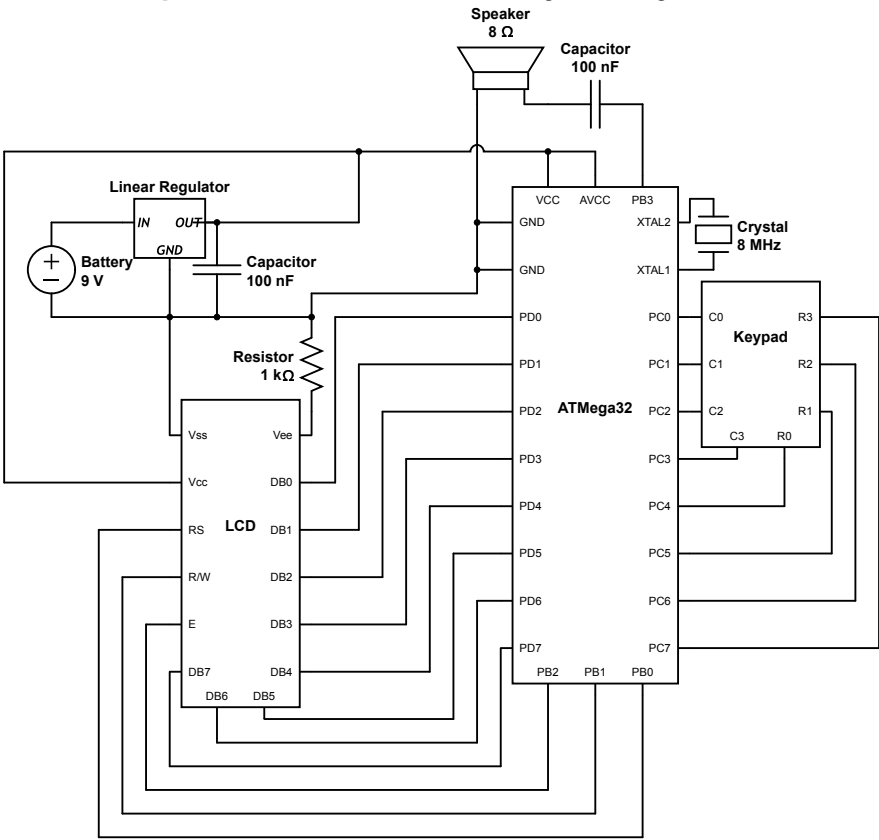 Speaker
8 Ω
Capacitor
100 nF
Linear Regulator
IN
OUT
GND
Battery
9 V
Capacitor
100 nF
Resistor
1 kΩ
VCC
AVCC
PB3
GND
XTAL2
Crystal
8 MHz
GND
XTAL1
PD0
PC0
C0
R3
Keypad
PD1
PC1
C1
R2
ATMega32
PD2
PC2
C2
R1
C3
R0
PD3
PC3
PD4
PC4
PD5
PC5
PD6
PC6
PD7
PC7
PB2
PB1
PB0
Vss
Vee
Vcc
DB0
RS
LCD
DB1
R/W
DB2
E
DB3
DB7
DB4
DB6
DB5